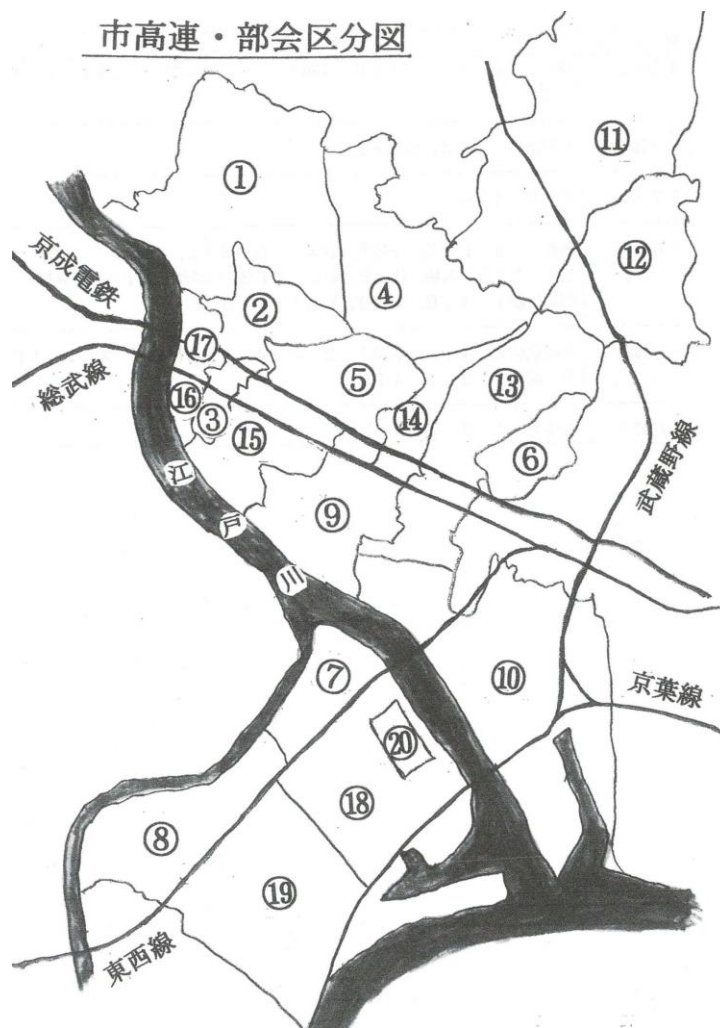 市高連・部会区分図
⑪
①
⑫
京成電鉄
②
④
⑰
⑤
⑬
総武線
⑯
③
⑭
⑮
⑥
武蔵野線
江
⑨
戸
川
⑦
⑩
京葉線
⑳
⑱
⑧
⑲
東西線